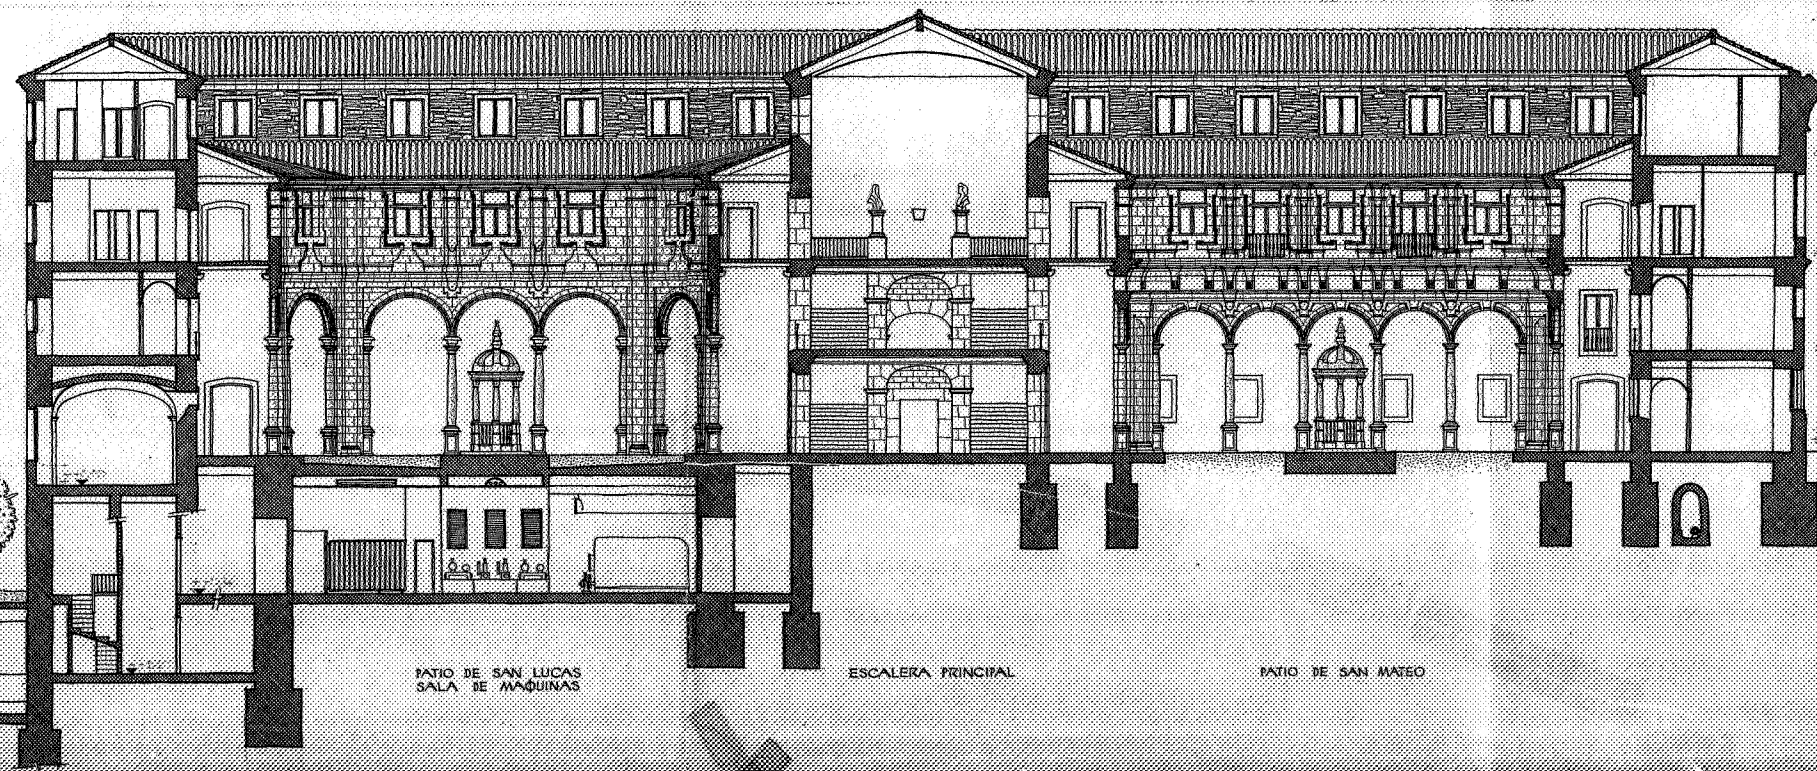 PATIO DE SAN LUCAS
SALA DE MAQUINAS
ESCALERA PRINCIPAL
PATIO DE SAN MATEO